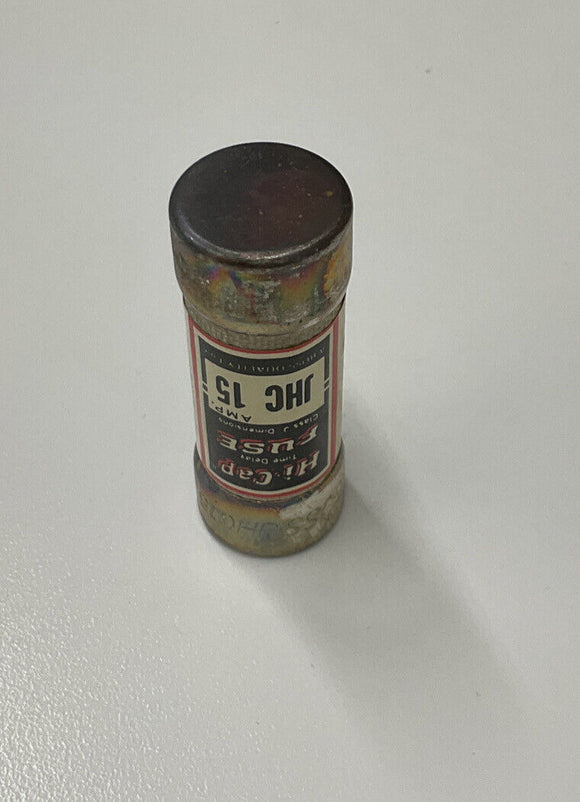 Hi-Cap
Time Delay
FUSE
Class J Dimensions
AMP.
JHC 15